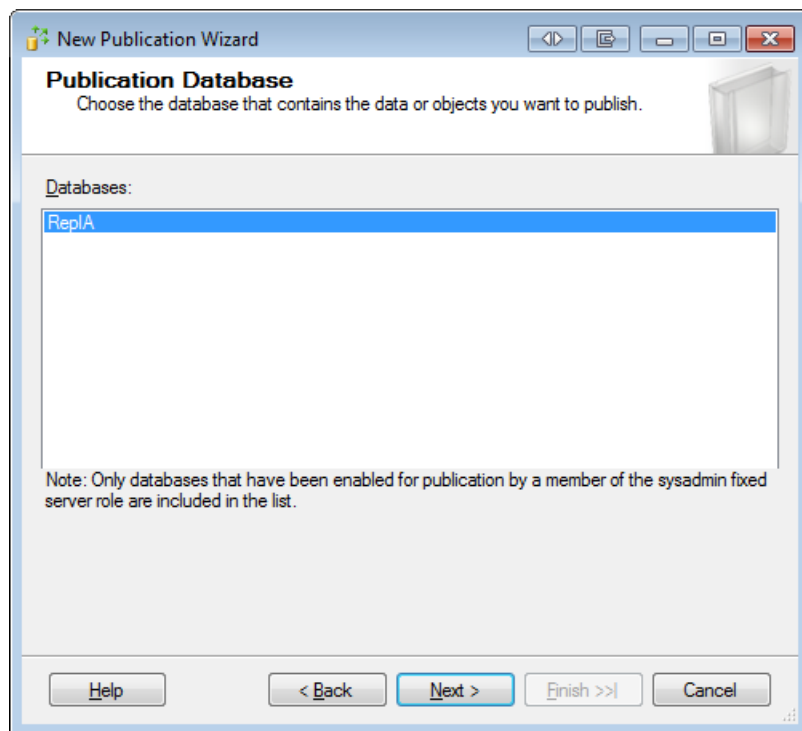 New Publication Wizard
Publication Database
Choose the database that contains the data or objects you want to publish.
Databases:
ReplA
Note: Only databases that have been enabled for publication by a member of the sysadmin fixed
server role are included in the list.
Help
< Back
Next >
Finish >>|
Cancel